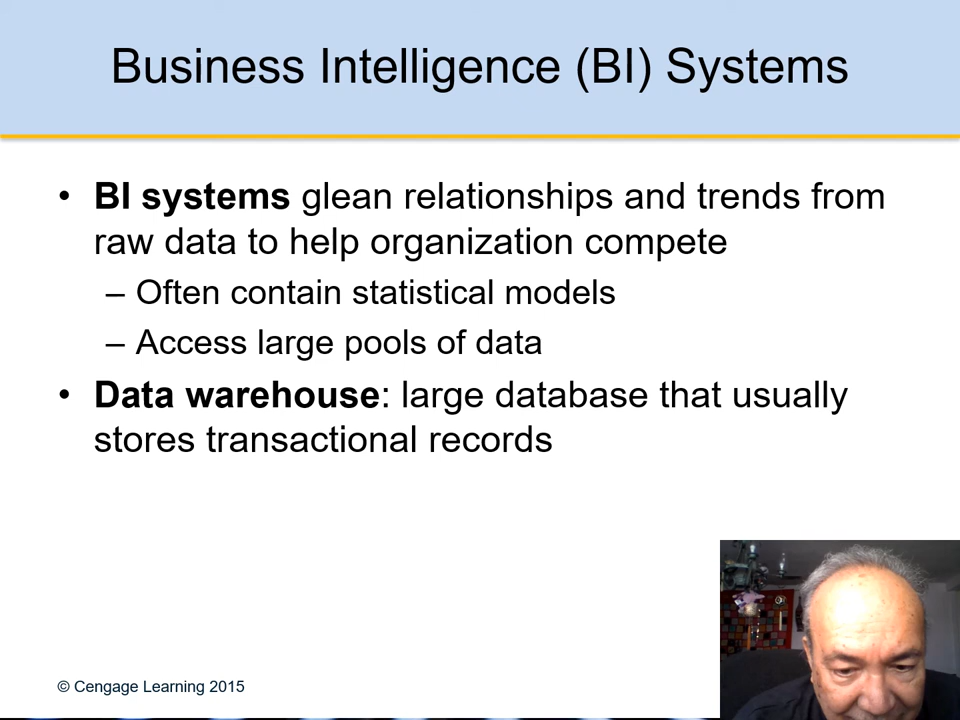 Business Intelligence (BI) Systems
• BI systems glean relationships and trends from
raw data to help organization compete
– Often contain statistical models
– Access large pools of data
• Data warehouse: large database that usually
stores transactional records
© Cengage Learning 2015